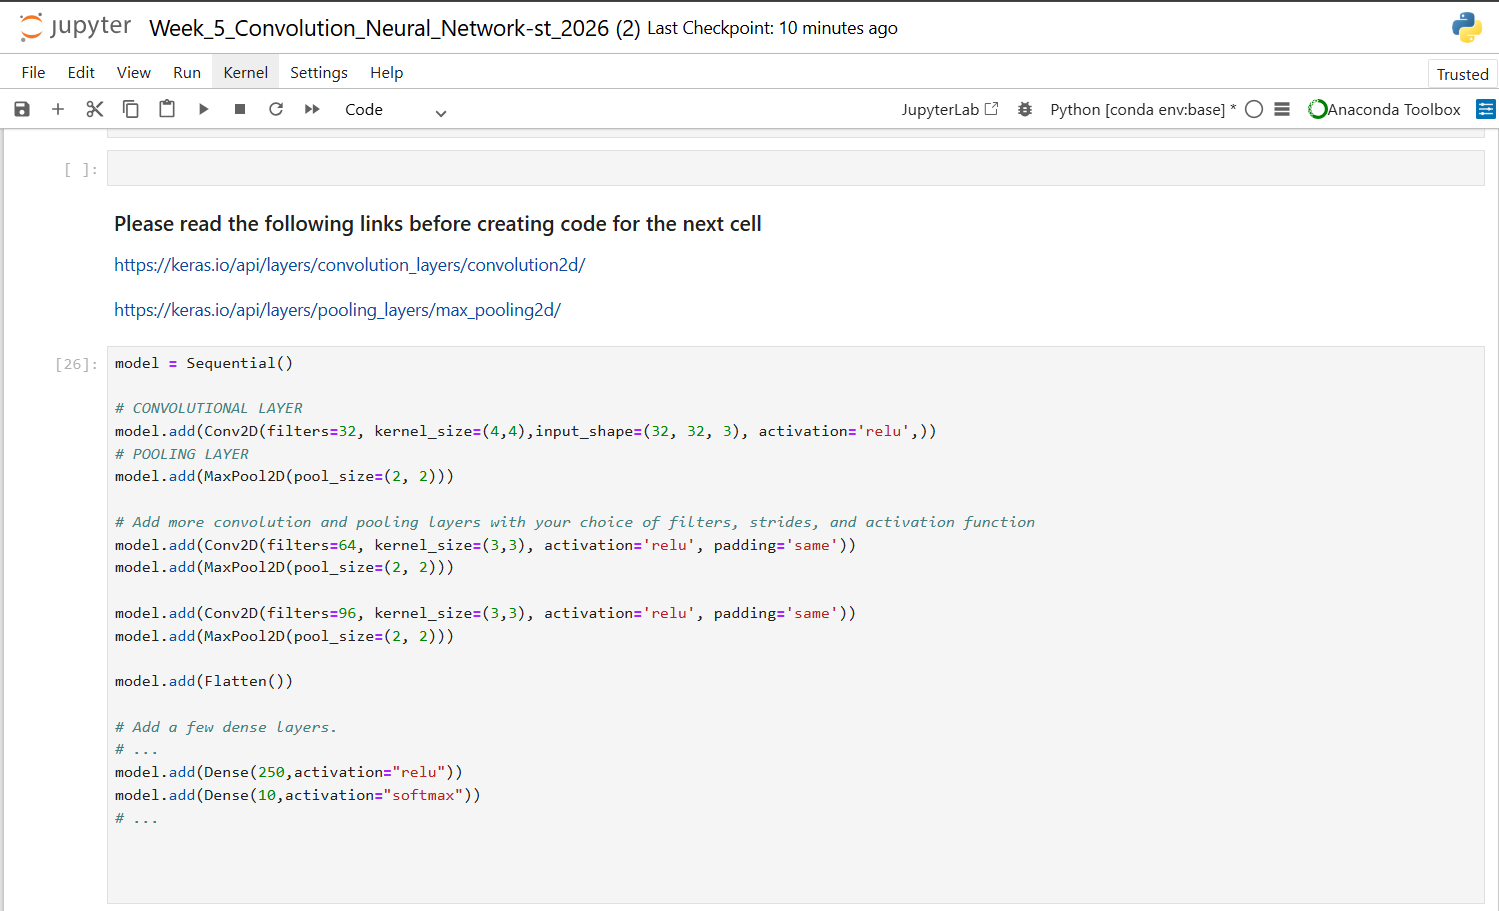 jupyter Week_5_Convolution_Neural_Network-st_2026 (2) Last Checkpoint: 10 minutes ago
File Edit View Run Kernel Settings Help Trusted
Code JupyterLab Python [conda env:base] * Anaconda Toolbox
[ ]:
Please read the following links before creating code for the next cell
https://keras.io/api/layers/convolution_layers/convolution2d/
https://keras.io/api/layers/pooling_layers/max_pooling2d/
[26]: model = Sequential()
# CONVOLUTIONAL LAYER
model.add(Conv2D(filters=32, kernel_size=(4,4),input_shape=(32, 32, 3), activation='relu',))
# POOLING LAYER
model.add(MaxPool2D(pool_size=(2, 2)))
# Add more convolution and pooling layers with your choice of filters, strides, and activation function
model.add(Conv2D(filters=64, kernel_size=(3,3), activation='relu', padding='same'))
model.add(MaxPool2D(pool_size=(2, 2)))
model.add(Conv2D(filters=96, kernel_size=(3,3), activation='relu', padding='same'))
model.add(MaxPool2D(pool_size=(2, 2)))
model.add(Flatten())
# Add a few dense layers.
# ...
model.add(Dense(250,activation="relu"))
model.add(Dense(10,activation="softmax"))
# ...